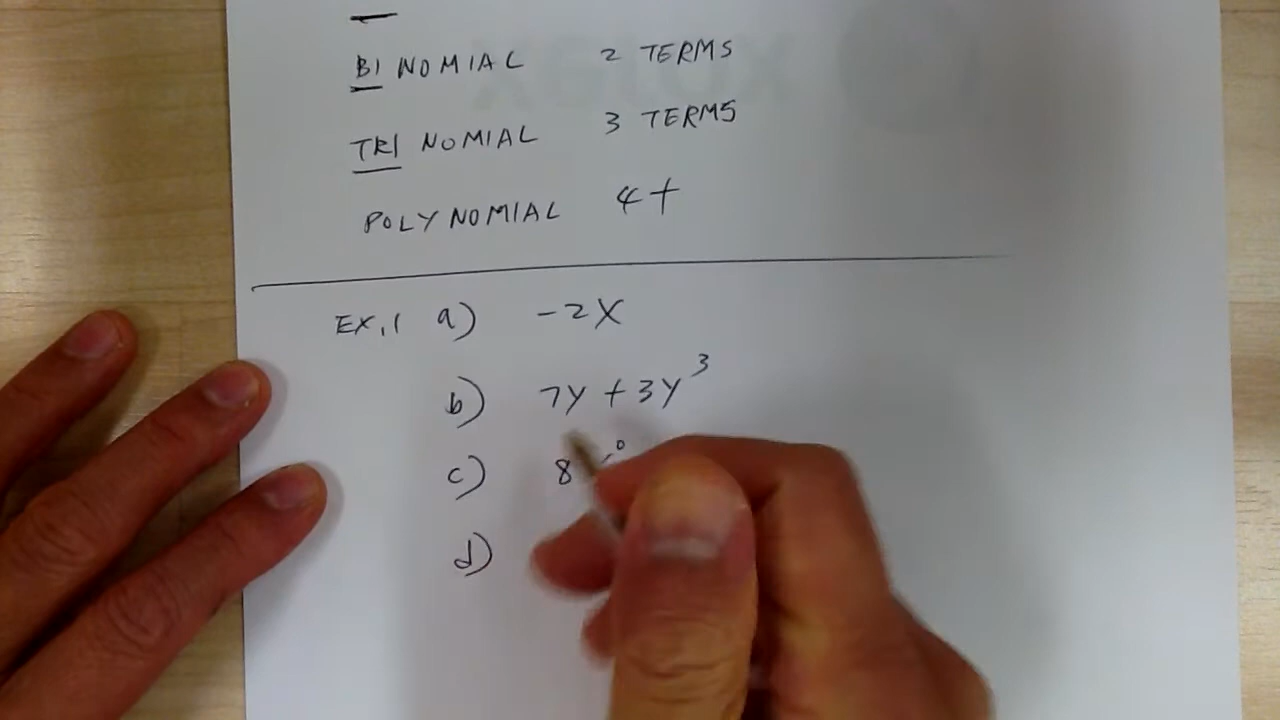 BINOMIAL 2 TERMS
TRINOMIAL 3 TERMS
POLYNOMIAL 4+
EX.1 a) -2X
b) 7y + 3y³
c) 8
d)